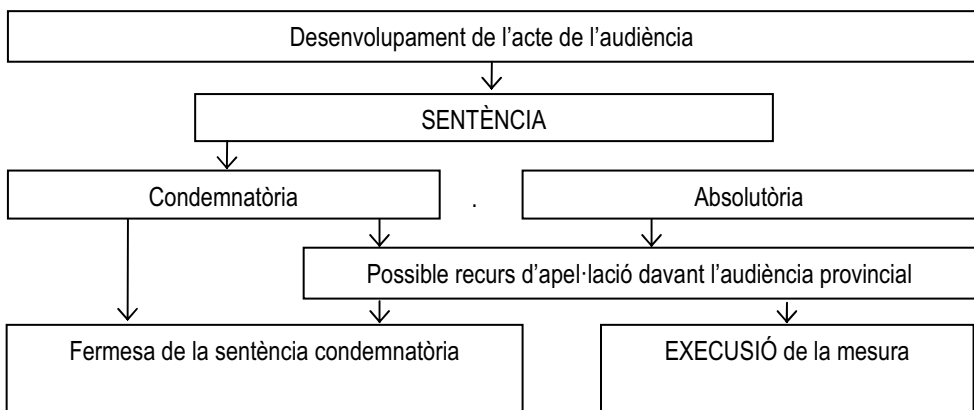 Desenvolupament de l’acte de l’audiència
SENTÈNCIA
Condemnatòria
.
Absolutòria
Possible recurs d’apel·lació davant l’audiència provincial
Fermesa de la sentència condemnatòria
EXECUSIÓ de la mesura